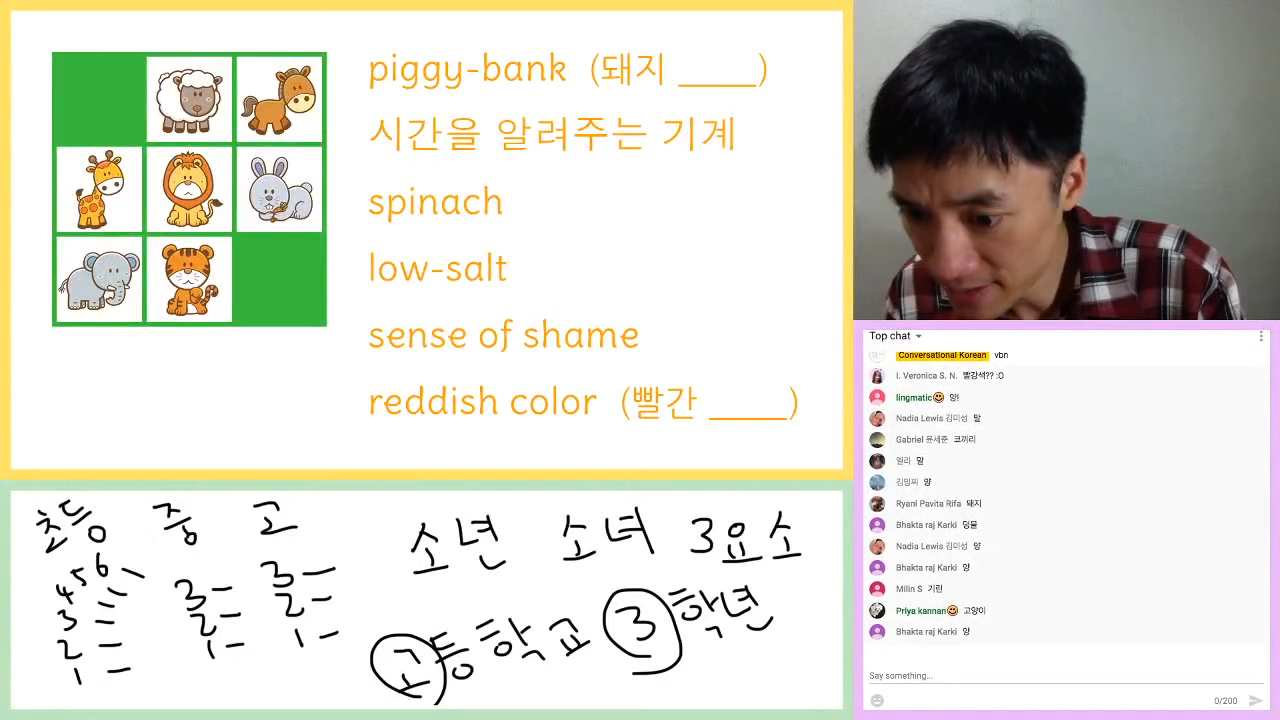 piggy-bank (돼지 ____)
시간을 알려주는 기계
spinach
low-salt
sense of shame
reddish color (빨간 ____)
초등 중 고
소년 소녀 3요소
6
5
4
3
2
1
3
2
1
3
2
1
고등학교 3학년
Top chat
Conversational Korean vbn
I. Veronica S. N. 빨강색?? :O
lingmatic 양!
Nadia Lewis 김미성 말
Gabriel 윤세준 코끼리
엘리 말
김밍찌 양
Ryani Pavita Rifa 돼지
Bhakta raj Karki 덩물
Nadia Lewis 김미성 양
Bhakta raj Karki 양
Milin S 기린
Priya kannan 고양이
Bhakta raj Karki 양
Say something...
0/200